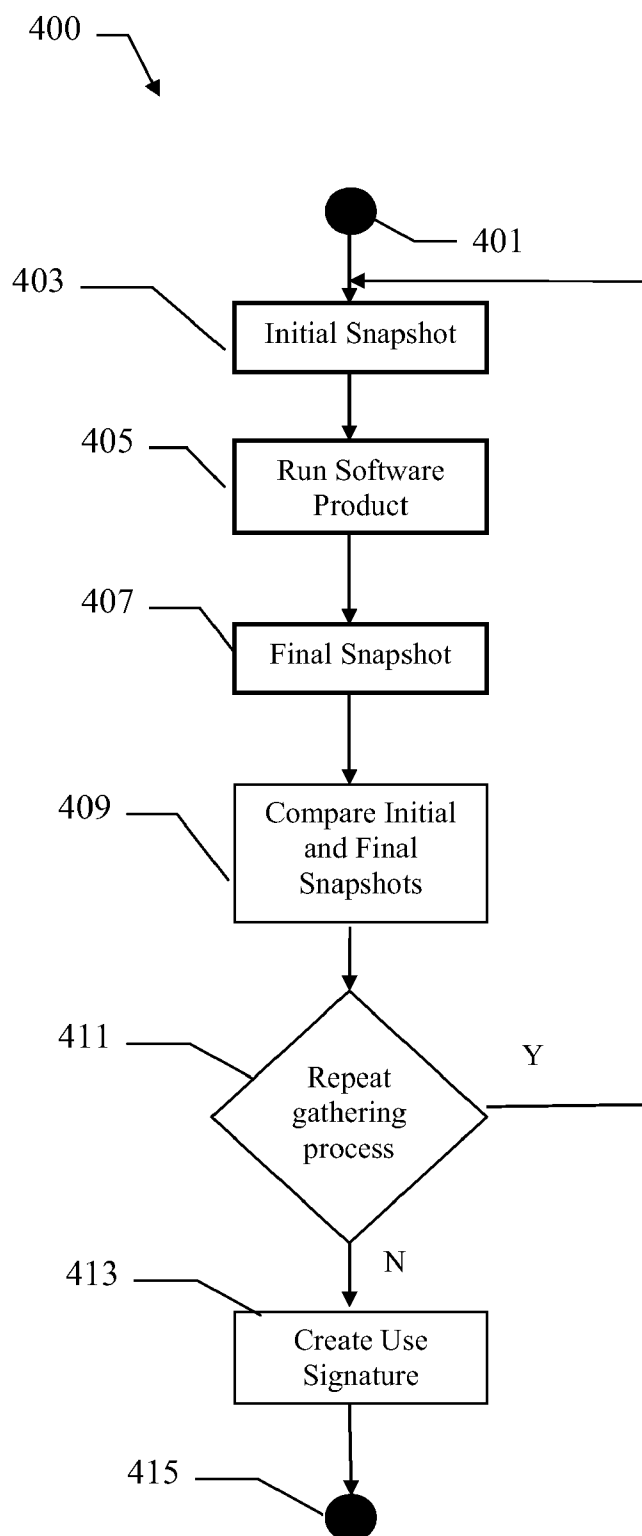 400
401
403
Initial Snapshot
405
Run Software
Product
407
Final Snapshot
409
Compare Initial
and Final
Snapshots
411
Repeat
gathering
process
Y
N
413
Create Use
Signature
415